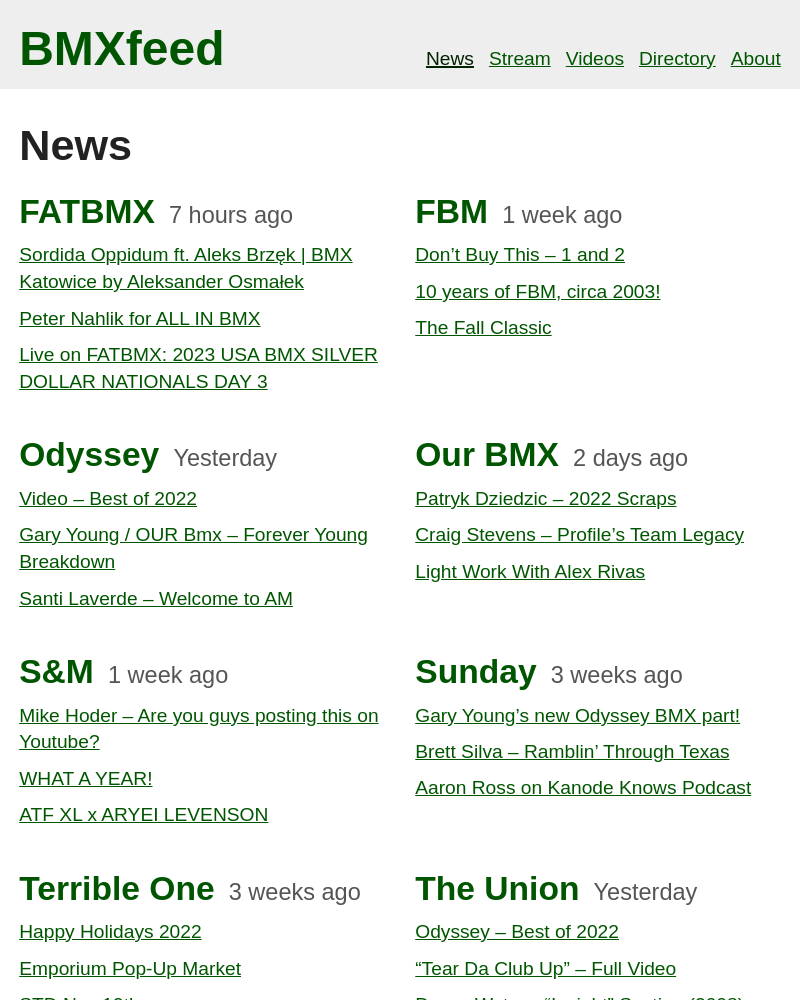 BMXfeed
News Stream Videos Directory About
News
FATBMX 7 hours ago
Sordida Oppidum ft. Aleks Brzęk | BMX
Katowice by Aleksander Osmałek
Peter Nahlik for ALL IN BMX
Live on FATBMX: 2023 USA BMX SILVER
DOLLAR NATIONALS DAY 3
FBM 1 week ago
Don’t Buy This – 1 and 2
10 years of FBM, circa 2003!
The Fall Classic
Odyssey Yesterday
Video – Best of 2022
Gary Young / OUR Bmx – Forever Young
Breakdown
Santi Laverde – Welcome to AM
Our BMX 2 days ago
Patryk Dziedzic – 2022 Scraps
Craig Stevens – Profile’s Team Legacy
Light Work With Alex Rivas
S&M 1 week ago
Mike Hoder – Are you guys posting this on
Youtube?
WHAT A YEAR!
ATF XL x ARYEI LEVENSON
Sunday 3 weeks ago
Gary Young’s new Odyssey BMX part!
Brett Silva – Ramblin’ Through Texas
Aaron Ross on Kanode Knows Podcast
Terrible One 3 weeks ago
Happy Holidays 2022
Emporium Pop-Up Market
The Union Yesterday
Odyssey – Best of 2022
“Tear Da Club Up” – Full Video